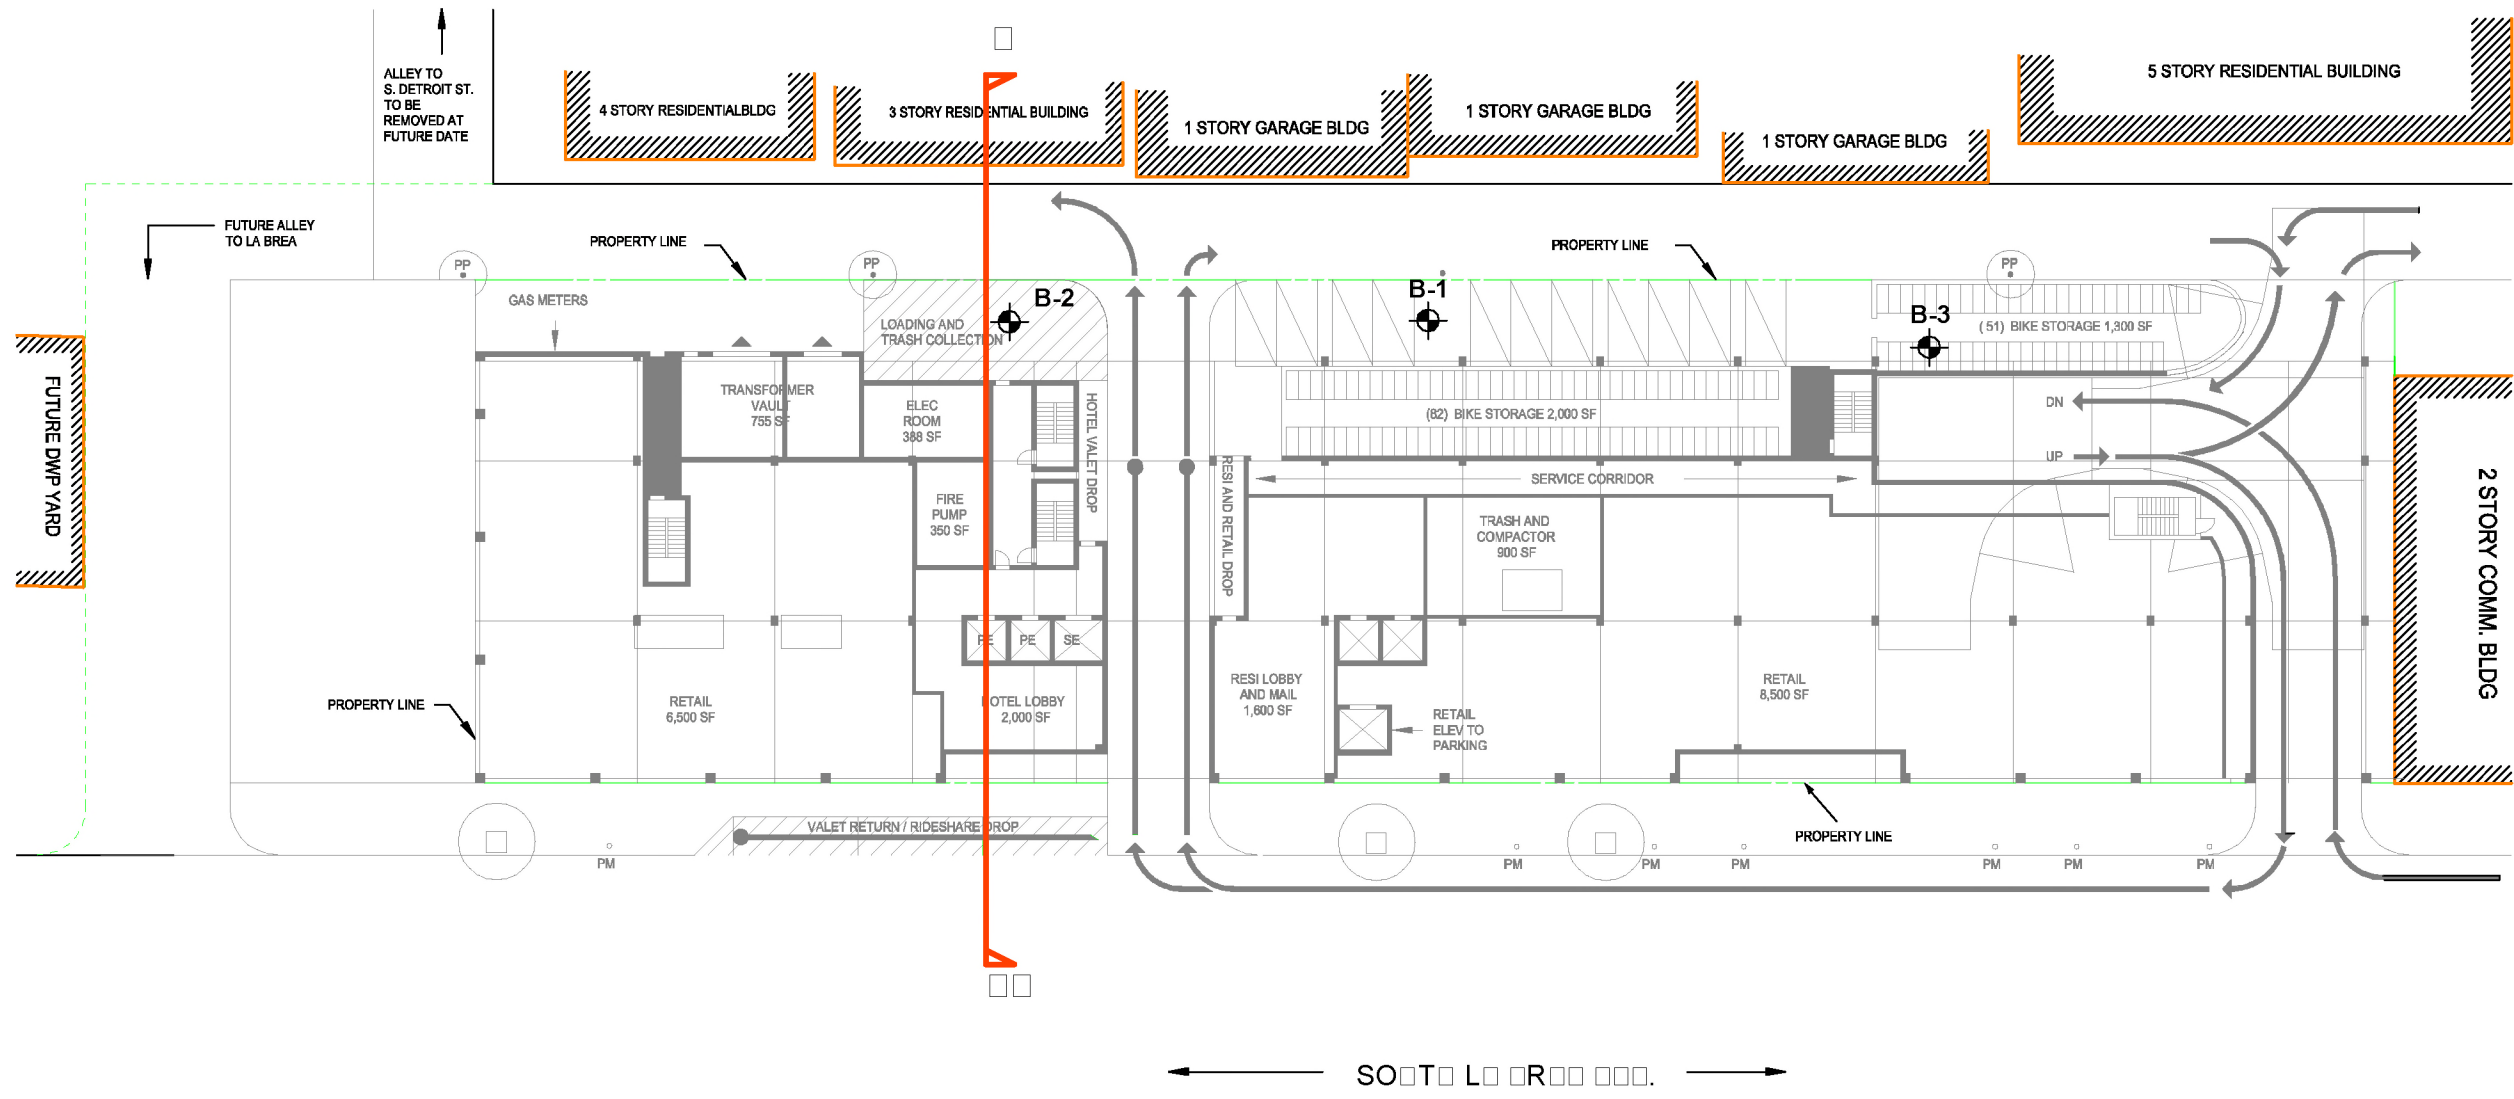 ALLEY TO
S. DETROIT ST.
TO BE
REMOVED AT
FUTURE DATE
4 STORY RESIDENTIALBLDG
3 STORY RESIDENTIAL BUILDING
1 STORY GARAGE BLDG
1 STORY GARAGE BLDG
1 STORY GARAGE BLDG
5 STORY RESIDENTIAL BUILDING
FUTURE ALLEY
TO LA BREA
PROPERTY LINE
PROPERTY LINE
PP
PP
PP
GAS METERS
LOADING AND
TRASH COLLECTION
B-2
B-1
B-3
( 51) BIKE STORAGE 1,300 SF
FUTURE DWP YARD
TRANSFORMER
VAULT
755 SF
ELEC
ROOM
388 SF
HOTEL VALET DROP
(82) BIKE STORAGE 2,000 SF
DN
UP
RESI AND RETAIL DROP
SERVICE CORRIDOR
FIRE
PUMP
350 SF
TRASH AND
COMPACTOR
900 SF
2 STORY COMM. BLDG
PE
PE
SE
PROPERTY LINE
RETAIL
6,500 SF
HOTEL LOBBY
2,000 SF
RESI LOBBY
AND MAIL
1,600 SF
RETAIL
ELEV TO
PARKING
RETAIL
8,500 SF
VALET RETURN / RIDESHARE DROP
PROPERTY LINE
PM
PM
PM
PM
PM
PM
PM